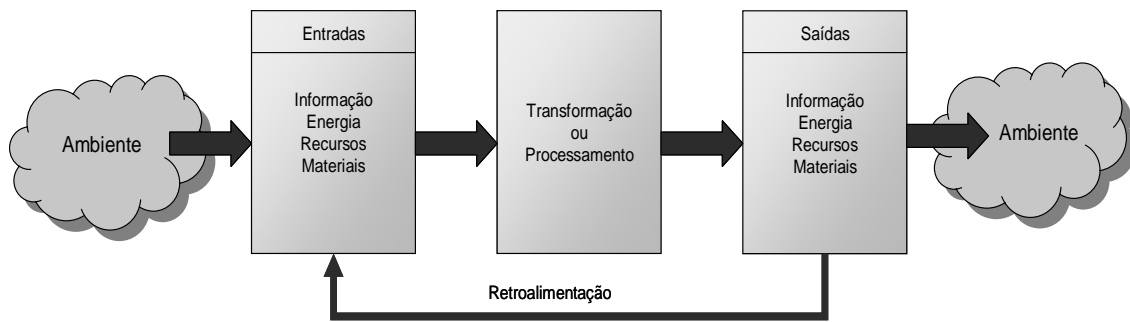 Ambiente
Entradas
Informação
Energia
Recursos
Materiais
Transformação
ou
Processamento
Saídas
Informação
Energia
Recursos
Materiais
Ambiente
Retroalimentação